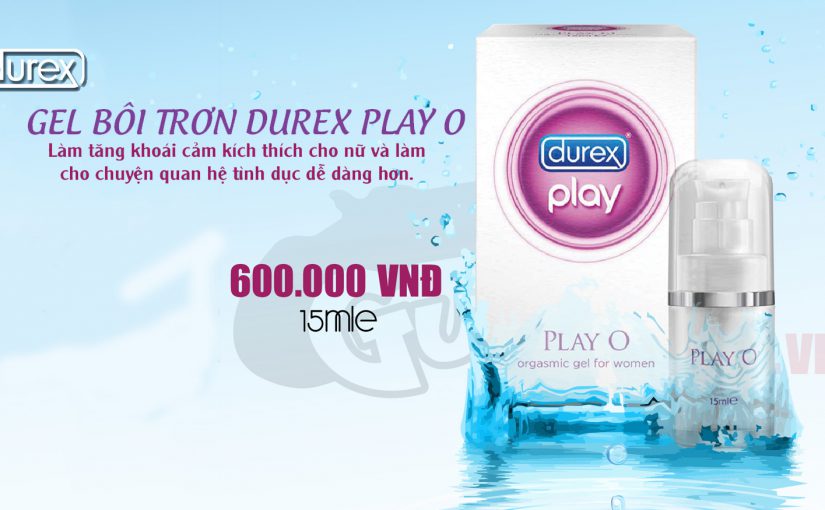 durex
GEL BÔI TRƠN DUREX PLAY O
Làm tăng khoái cảm kích thích cho nữ và làm
cho chuyện quan hệ tình dục dễ dàng hơn.
600.000 VNĐ
15mle
durex
play
PLAY O
orgasmic gel for women
PLAY O
15mle